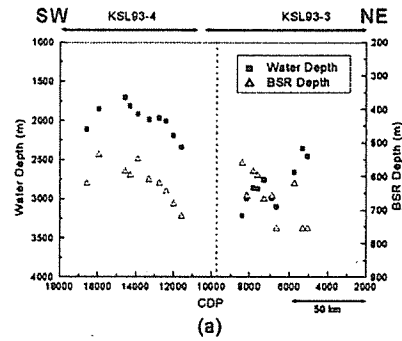 SW KSL93-4 KSL93-3 NE
Water Depth
BSR Depth
Water Depth (m)
1000
1500
2000
2500
3000
3500
4000
BSR Depth (m)
200
300
400
500
600
700
800
900
18000 16000 14000 12000 10000 8000 6000 4000 2000
CDP
50 km
(a)